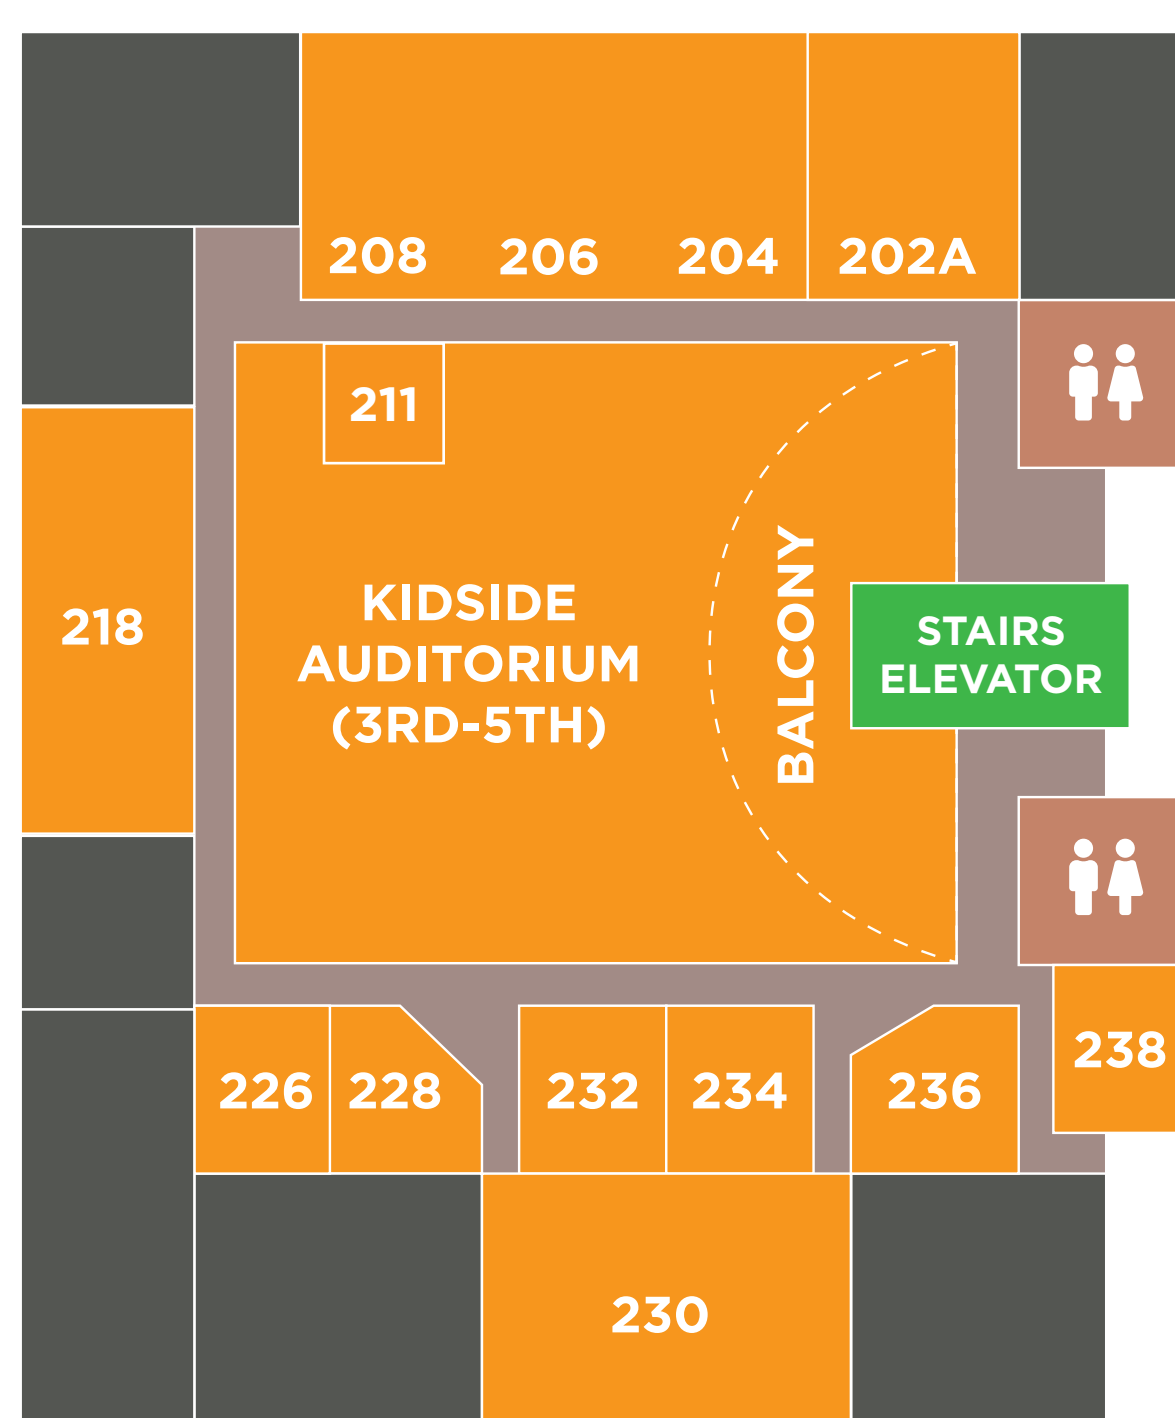 208
206
204
202A
211
218
KIDSIDE
AUDITORIUM
(3RD-5TH)
BALCONY
STAIRS
ELEVATOR
226
228
232
234
236
238
230